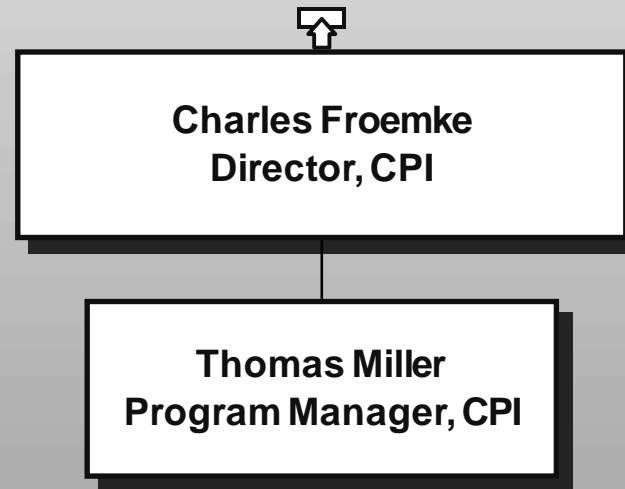 Charles Froemke
Director, CPI
Thomas Miller
Program Manager, CPI